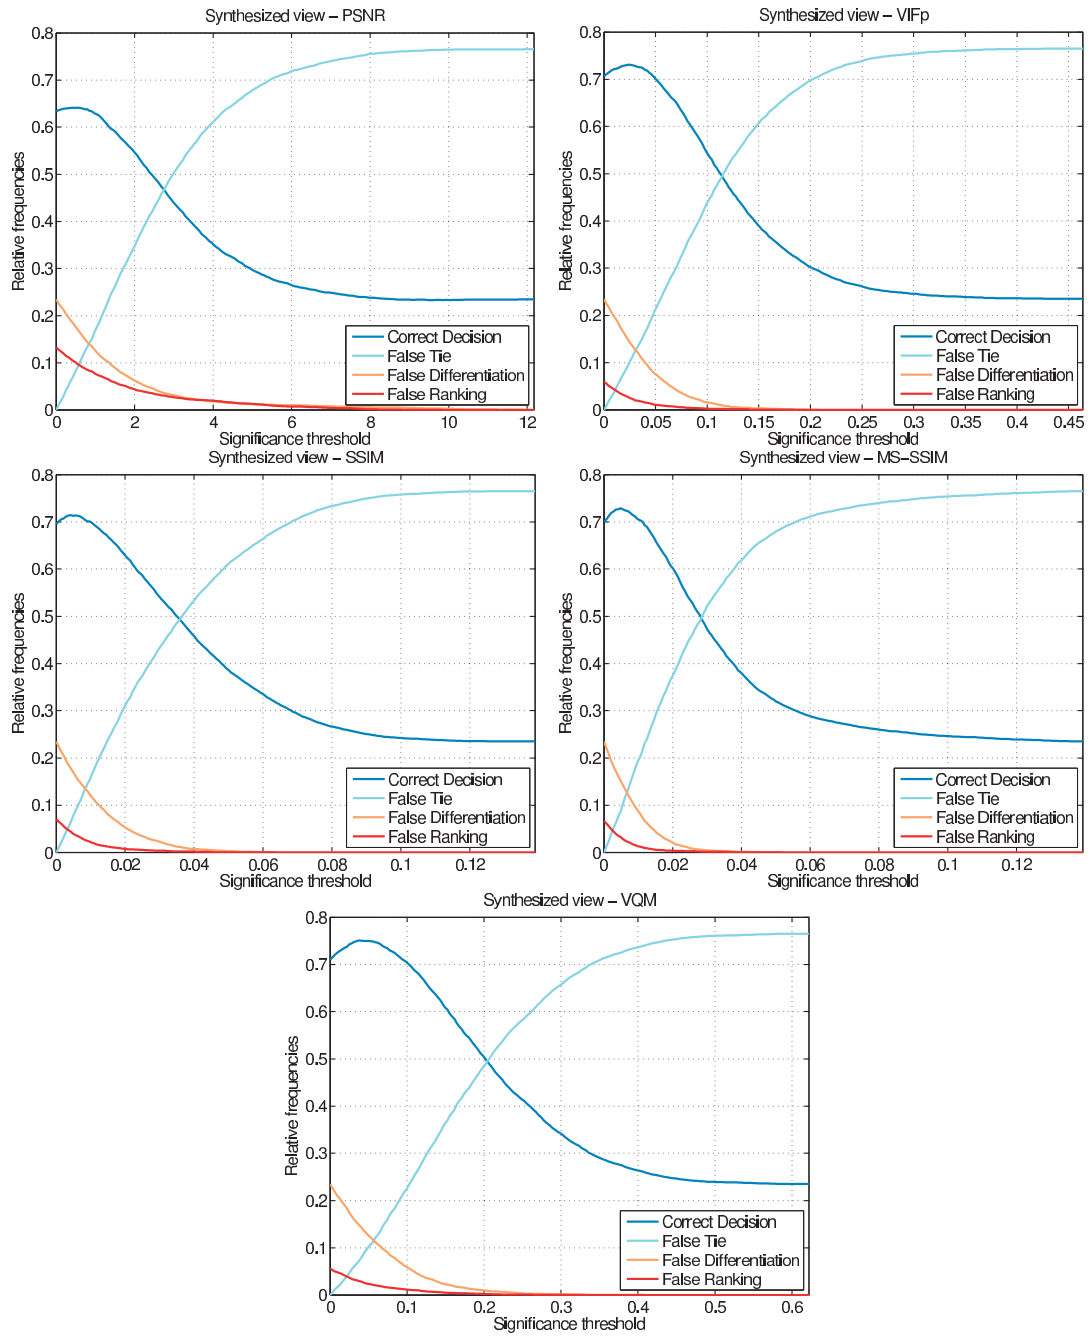 Synthesized view – PSNR
0.8
0.7
0.6
0.5
0.4
0.3
0.2
0.1
0
Relative frequencies
Correct Decision
False Tie
False Differentiation
False Ranking
0 2 4 6 8 10 12
Significance threshold
Synthesized view – VIFp
0.8
0.7
0.6
0.5
0.4
0.3
0.2
0.1
0
Relative frequencies
Correct Decision
False Tie
False Differentiation
False Ranking
0 0.05 0.1 0.15 0.2 0.25 0.3 0.35 0.4 0.45
Significance threshold
Synthesized view – SSIM
0.8
0.7
0.6
0.5
0.4
0.3
0.2
0.1
0
Relative frequencies
Correct Decision
False Tie
False Differentiation
False Ranking
0 0.02 0.04 0.06 0.08 0.1 0.12
Significance threshold
Synthesized view – MS–SSIM
0.8
0.7
0.6
0.5
0.4
0.3
0.2
0.1
0
Relative frequencies
Correct Decision
False Tie
False Differentiation
False Ranking
0 0.02 0.04 0.06 0.08 0.1 0.12
Significance threshold
Synthesized view – VQM
0.8
0.7
0.6
0.5
0.4
0.3
0.2
0.1
0
Relative frequencies
Correct Decision
False Tie
False Differentiation
False Ranking
0 0.1 0.2 0.3 0.4 0.5 0.6
Significance threshold